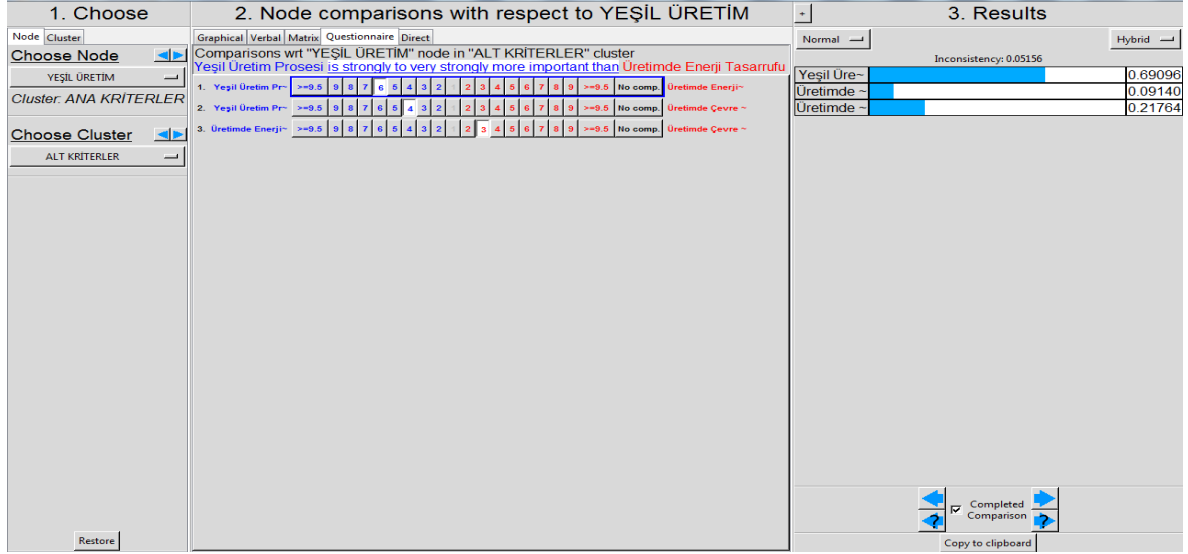 1. Choose
Node Cluster
Choose Node
YEŞİL ÜRETİM
Cluster: ANA KRİTERLER
Choose Cluster
ALT KRİTERLER
Restore
2. Node comparisons with respect to YEŞİL ÜRETİM
Graphical Verbal Matrix Questionnaire Direct
Comparisons wrt "YEŞİL ÜRETİM" node in "ALT KRİTERLER" cluster
Yeşil Üretim Prosesi is strongly to very strongly more important than Üretimde Enerji Tasarrufu
1. Yeşil Üretim Pr~ >=9.5 9 8 7 6 5 4 3 2 1 2 3 4 5 6 7 8 9 >=9.5 No comp. Üretimde Enerji~
2. Yeşil Üretim Pr~ >=9.5 9 8 7 6 5 4 3 2 1 2 3 4 5 6 7 8 9 >=9.5 No comp. Üretimde Çevre ~
3. Üretimde Enerji~ >=9.5 9 8 7 6 5 4 3 2 1 2 3 4 5 6 7 8 9 >=9.5 No comp. Üretimde Çevre ~
+ 3. Results
Normal Hybrid
Inconsistency: 0.05156
Yeşil Üre~ 0.69096
Üretimde ~ 0.09140
Üretimde ~ 0.21764
Completed
Comparison
? ?
Copy to clipboard